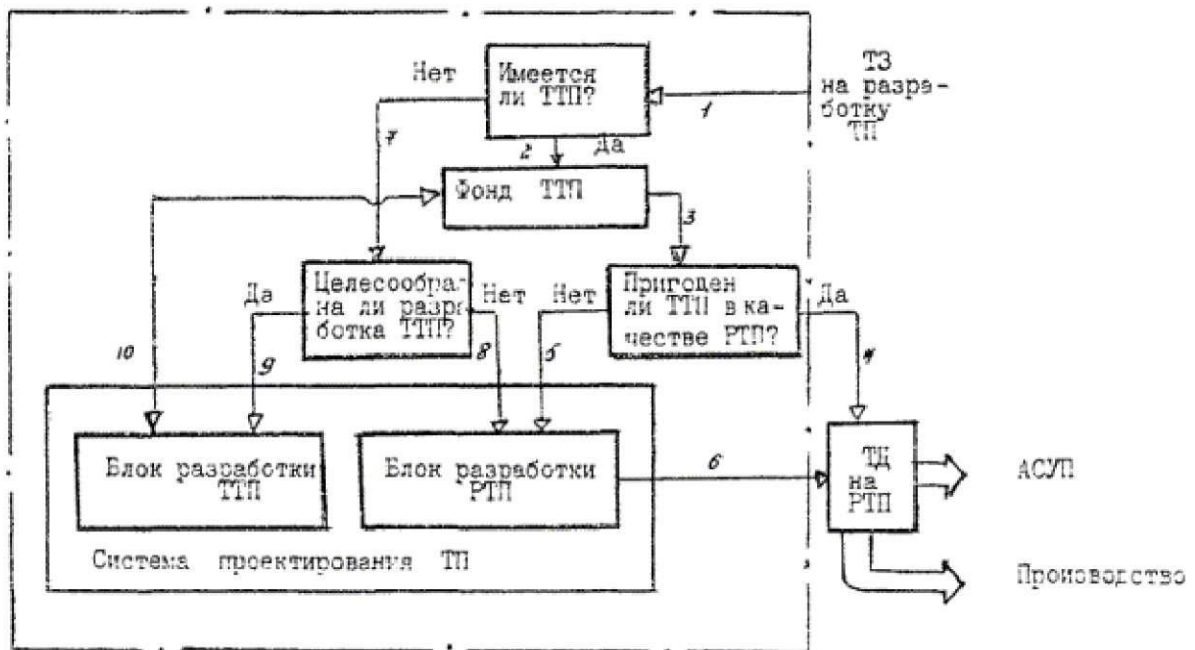 Нет
Имеется
ли ТТП?
ТЗ
на разра-
ботку
ТП
1
7
2
Да
Фонд ТТП
3
Целесообраз
на ли разра
ботка ТТП?
Да
Нет
Пригоден
ли ТТП в ка-
честве РТП?
Нет
Да
10
9
8
5
4
Блок разработки
ТТП
Блок разработки
РТП
6
ТД
на
РТП
АСУП
Система проектирования ТП
Производство